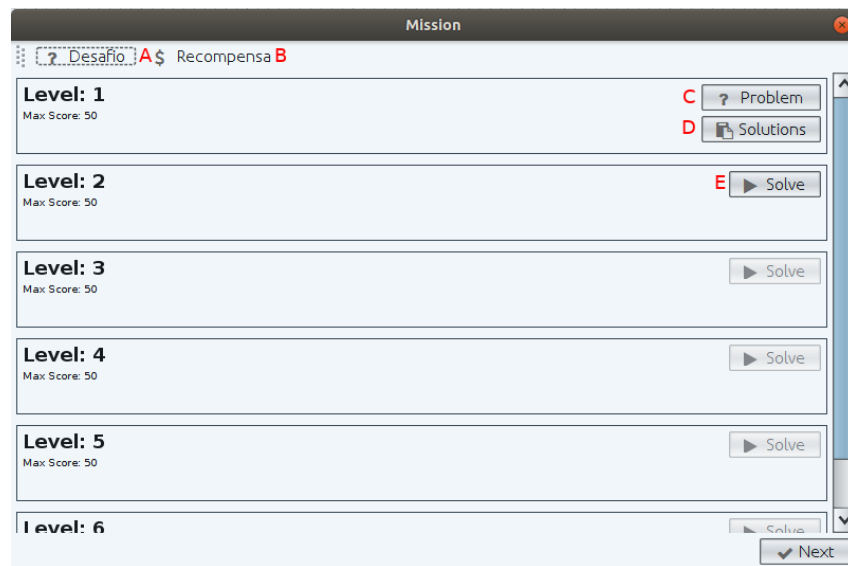 Mission
? Desafio A $ Recompensa B
Level: 1
Max Score: 50
C ? Problem
D Solutions
Level: 2
Max Score: 50
E Solve
Level: 3
Max Score: 50
Solve
Level: 4
Max Score: 50
Solve
Level: 5
Max Score: 50
Solve
Level: 6
Solve
Next